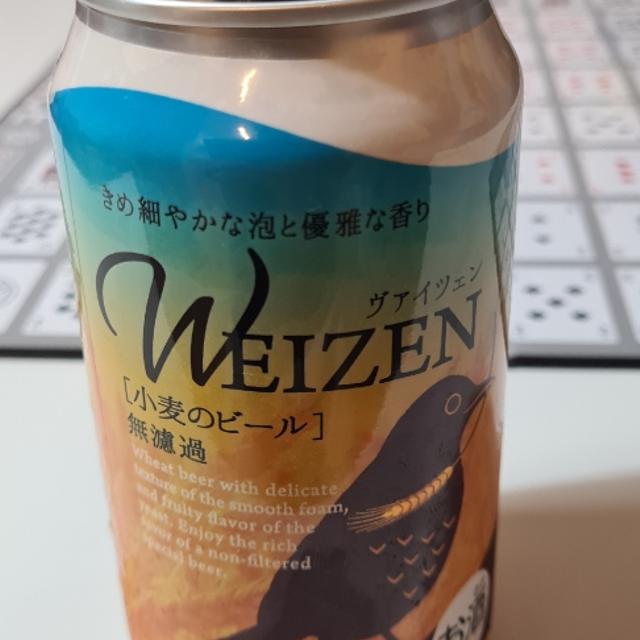 きめ細やかな泡と優雅な香り
ヴァイツェン
WEIZEN
[小麦のビール]
無濾過
Wheat beer with delicate
texture of the smooth foam,
and fruity flavor of the
yeast. Enjoy the rich
flavor of a non-filtered
special beer.
お酒